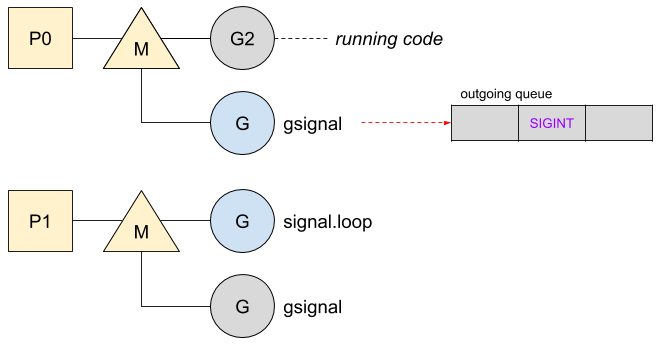 P0
M
G2
running code
G
gsignal
outgoing queue
SIGINT
P1
M
G
signal.loop
G
gsignal